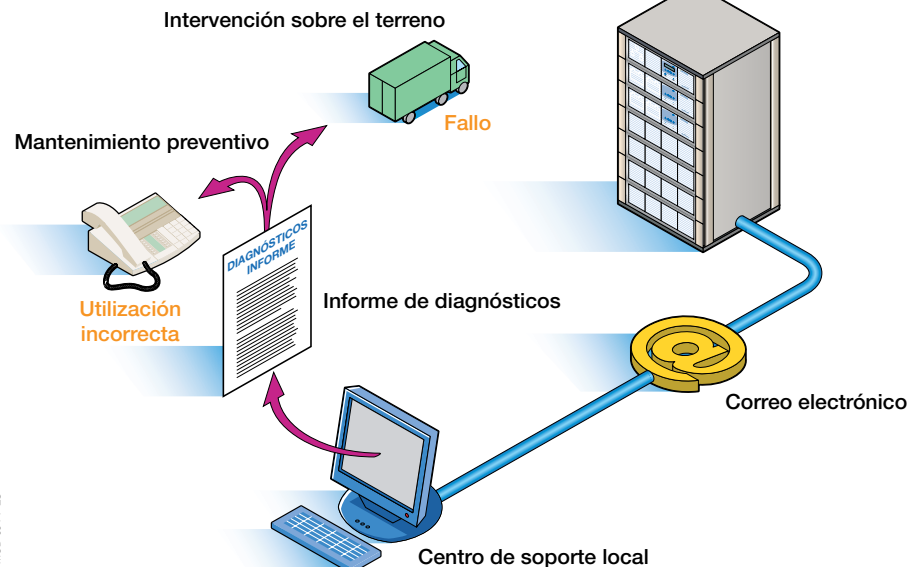 Intervención sobre el terreno
Fallo
Mantenimiento preventivo
DIAGNÓSTICOS
INFORME
Utilización
incorrecta
Informe de diagnósticos
Correo electrónico
Centro de soporte local